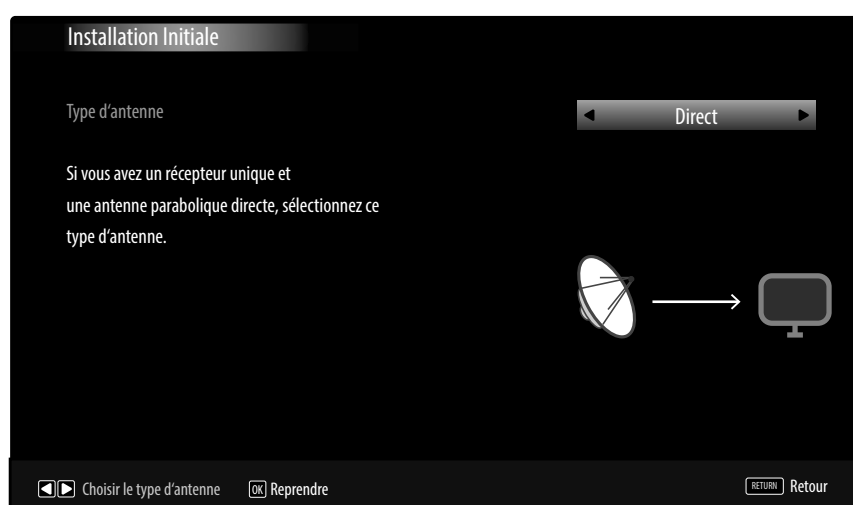 Installation Initiale
Type d‘antenne
Direct
Si vous avez un récepteur unique et
une antenne parabolique directe, sélectionnez ce
type d‘antenne.
Choisir le type d‘antenne OK Reprendre RETURN Retour